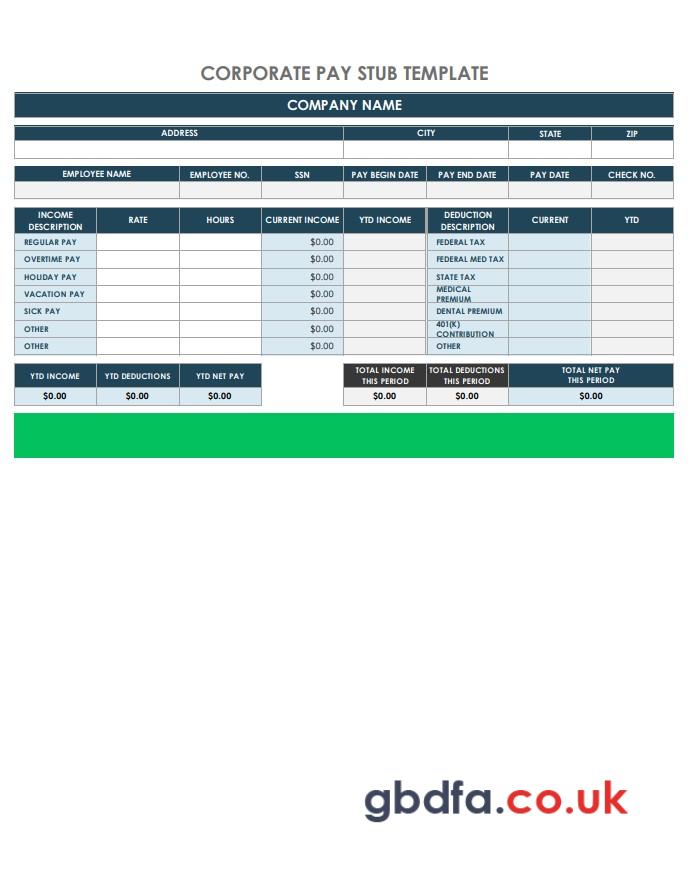 CORPORATE PAY STUB TEMPLATE
COMPANY NAME
ADDRESS CITY STATE ZIP
EMPLOYEE NAME EMPLOYEE NO. SSN PAY BEGIN DATE PAY END DATE PAY DATE CHECK NO.
INCOME DESCRIPTION RATE HOURS CURRENT INCOME YTD INCOME DEDUCTION DESCRIPTION CURRENT YTD
REGULAR PAY $0.00 FEDERAL TAX
OVERTIME PAY $0.00 FEDERAL MED TAX
HOLIDAY PAY $0.00 STATE TAX
VACATION PAY $0.00 MEDICAL PREMIUM
SICK PAY $0.00 DENTAL PREMIUM
OTHER $0.00 401(K) CONTRIBUTION
OTHER $0.00 OTHER
YTD INCOME YTD DEDUCTIONS YTD NET PAY TOTAL INCOME THIS PERIOD TOTAL DEDUCTIONS THIS PERIOD TOTAL NET PAY THIS PERIOD
$0.00 $0.00 $0.00 $0.00 $0.00 $0.00
gbdfa.co.uk